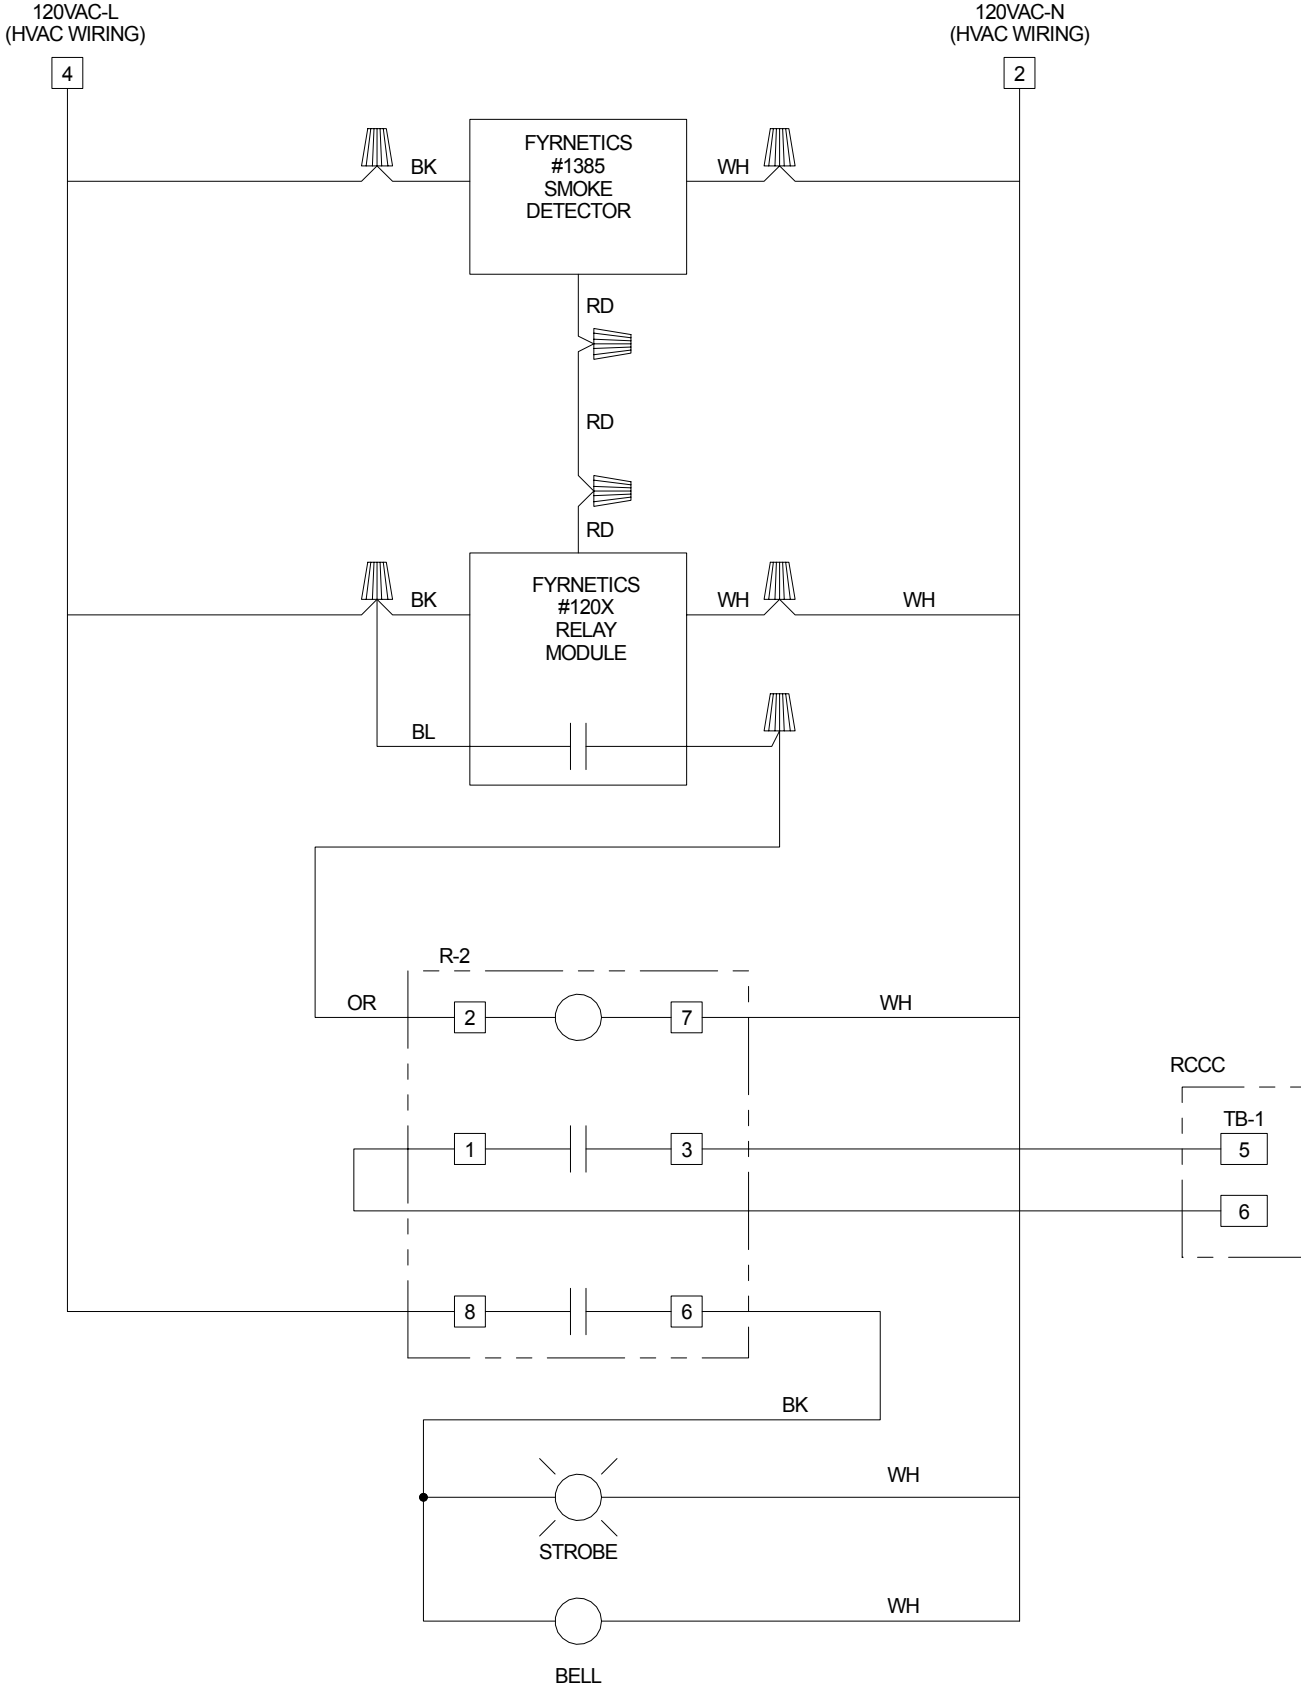 120VAC-L
(HVAC WIRING)
120VAC-N
(HVAC WIRING)
4
2
FYRNETICS
#1385
SMOKE
DETECTOR
BK
WH
RD
RD
RD
FYRNETICS
#120X
RELAY
MODULE
BK
WH
WH
BL
R-2
OR
2
7
WH
RCCC
TB-1
1
3
5
6
8
6
BK
WH
STROBE
WH
BELL